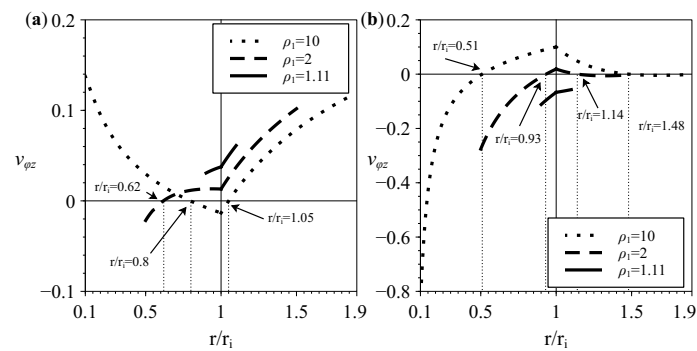 (a)
0.2
0.1
0
−0.1
v_φz
ρ₁=10
ρ₁=2
ρ₁=1.11
r/rᵢ=0.62
r/rᵢ=0.8
r/rᵢ=1.05
0.1 0.5 1 1.5 1.9
r/rᵢ
(b)
0.2
0
−0.2
−0.4
−0.6
−0.8
v_φz
r/rᵢ=0.51
r/rᵢ=1.14
r/rᵢ=0.93
r/rᵢ=1.48
ρ₁=10
ρ₁=2
ρ₁=1.11
0.1 0.5 1 1.5 1.9
r/rᵢ